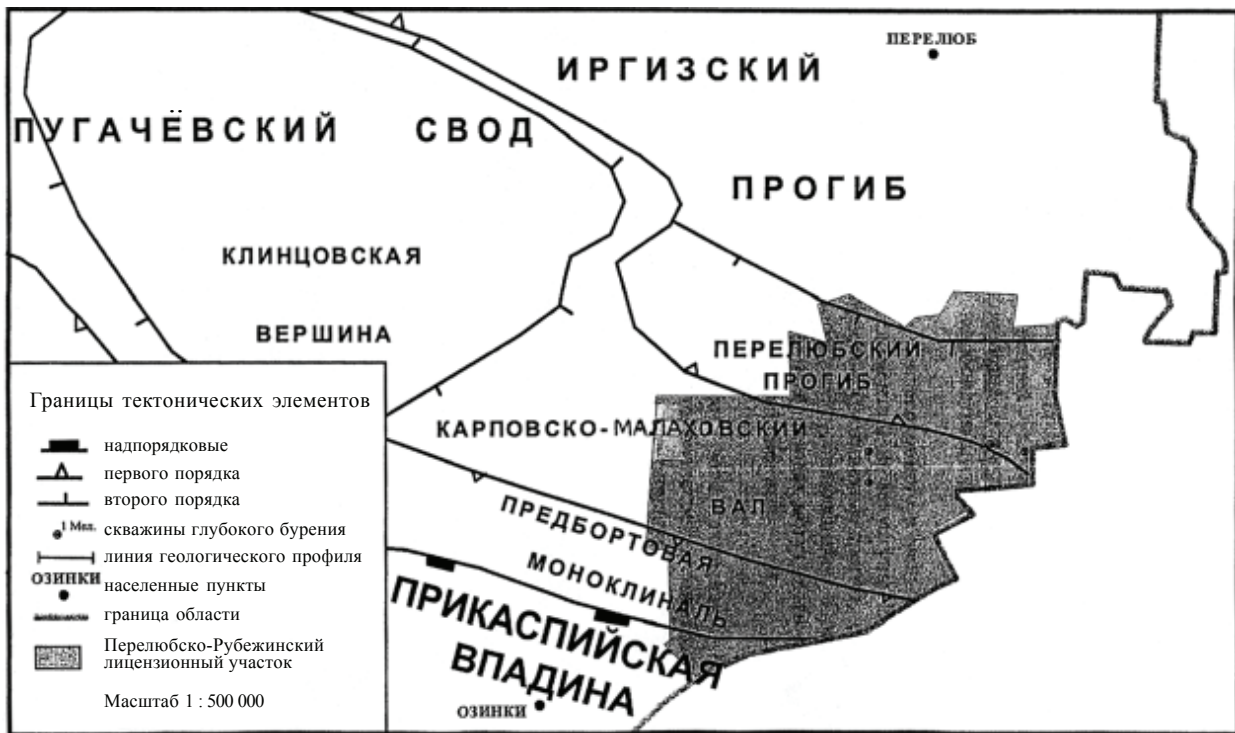 ПЕРЕЛЮБ
ИРГИЗСКИЙ
ПУГАЧЁВСКИЙ СВОД
ПРОГИБ
КЛИНЦОВСКАЯ
ВЕРШИНА
ПЕРЕЛЮБСКИЙ
ПРОГИБ
КАРПОВСКО-МАЛАХОВСКИЙ
ВАЛ
ПРЕДБОРТОВАЯ
МОНОКЛИНАЛЬ
ПРИКАСПИЙСКАЯ
ВПАДИНА
ОЗИНКИ
Границы тектонических элементов
надпорядковые
первого порядка
второго порядка
1 Мал. скважины глубокого бурения
линия геологического профиля
ОЗИНКИ населенные пункты
граница области
Перелюбско-Рубежинский
лицензионный участок
Масштаб 1 : 500 000